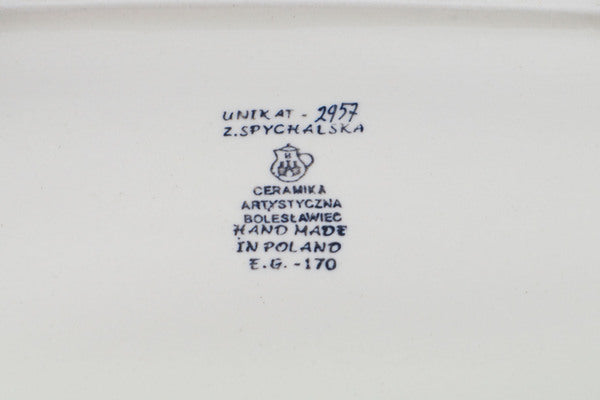 UNIKAT - 2957
Z. SPYCHALSKA
B
CERAMIKA
ARTYSTYCZNA
BOLESŁAWIEC
HAND MADE
IN POLAND
E.G. -170